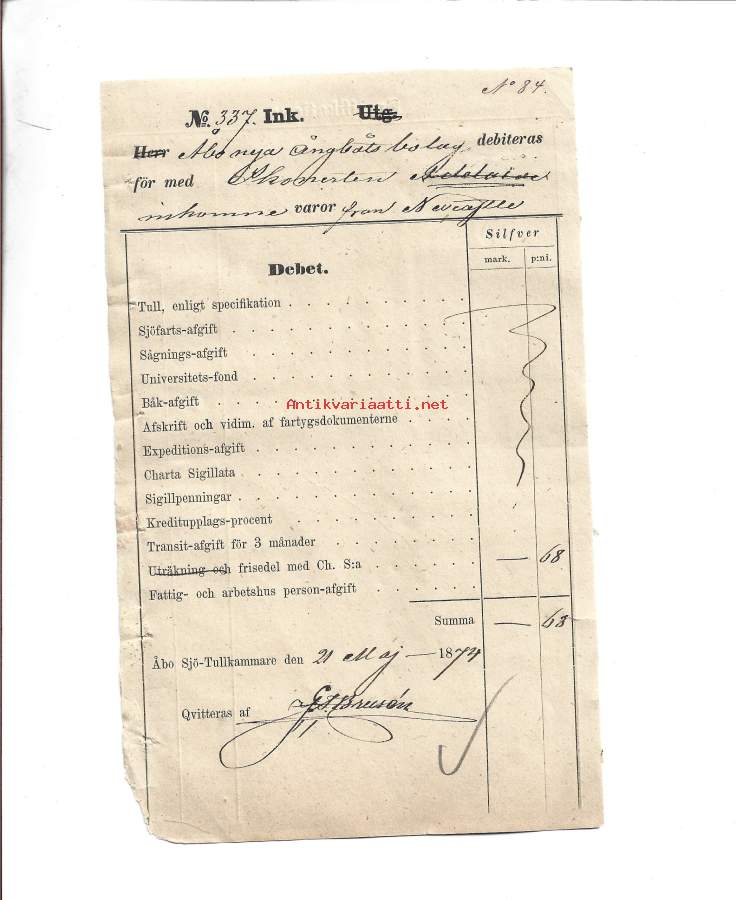 No 84.
No. 337. Ink. Utg.
Herr Åbo nya Ångbåts bolag debiteras
för med Skonerten Adelaide
inkomne varor från Newcastle
Silfver
mark. p:ni.
Debet.
Tull, enligt specifikation
Sjöfarts-afgift
Sågnings-afgift
Universitets-fond
Båk-afgift
Antikvariaatti.net
Afskrift och vidim. af fartygsdokumenterne
Expeditions-afgift
Charta Sigillata
Sigillpenningar
Kreditupplags-procent
Transit-afgift för 3 månader
Uträkning och frisedel med Ch. S:a — 68
Fattig- och arbetshus person-afgift
Summa — 68
Åbo Sjö-Tullkammare den 21 Maj — 1874
Qvitteras af